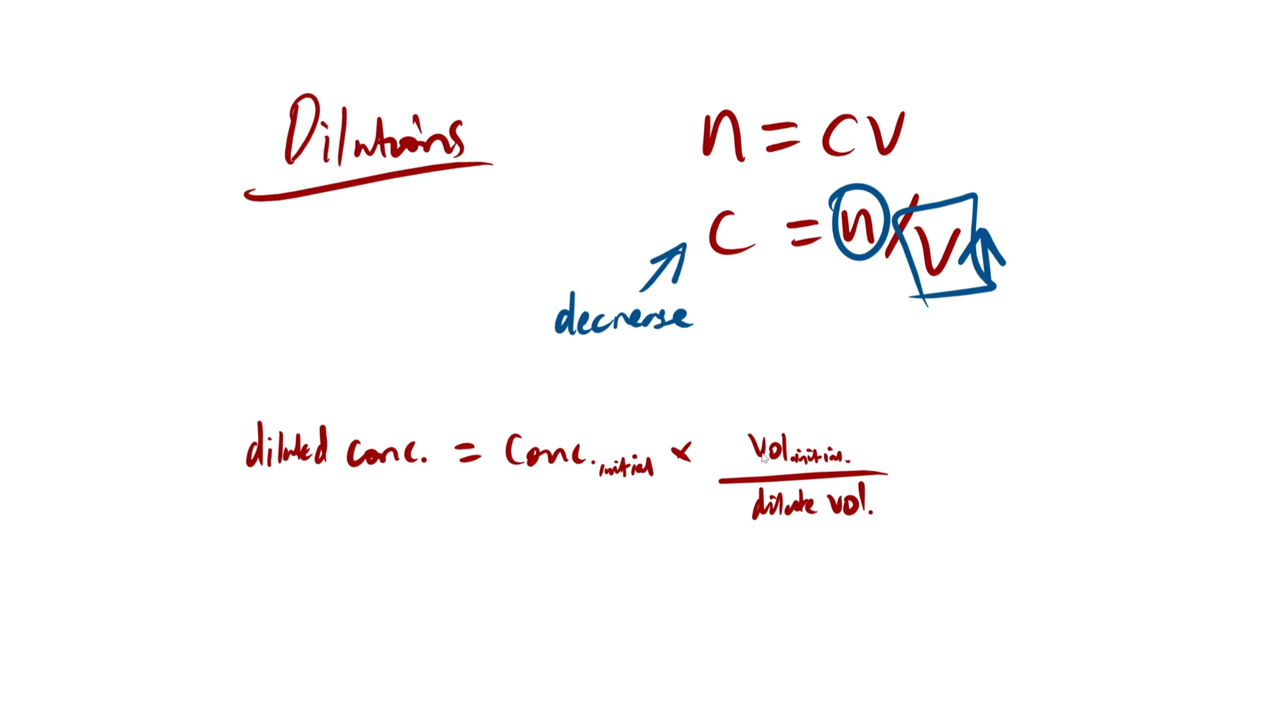 Dilutions
n = cv
c = n/v
decrease
diluted conc. = Conc. initial × Vol. initial.
dilute vol.